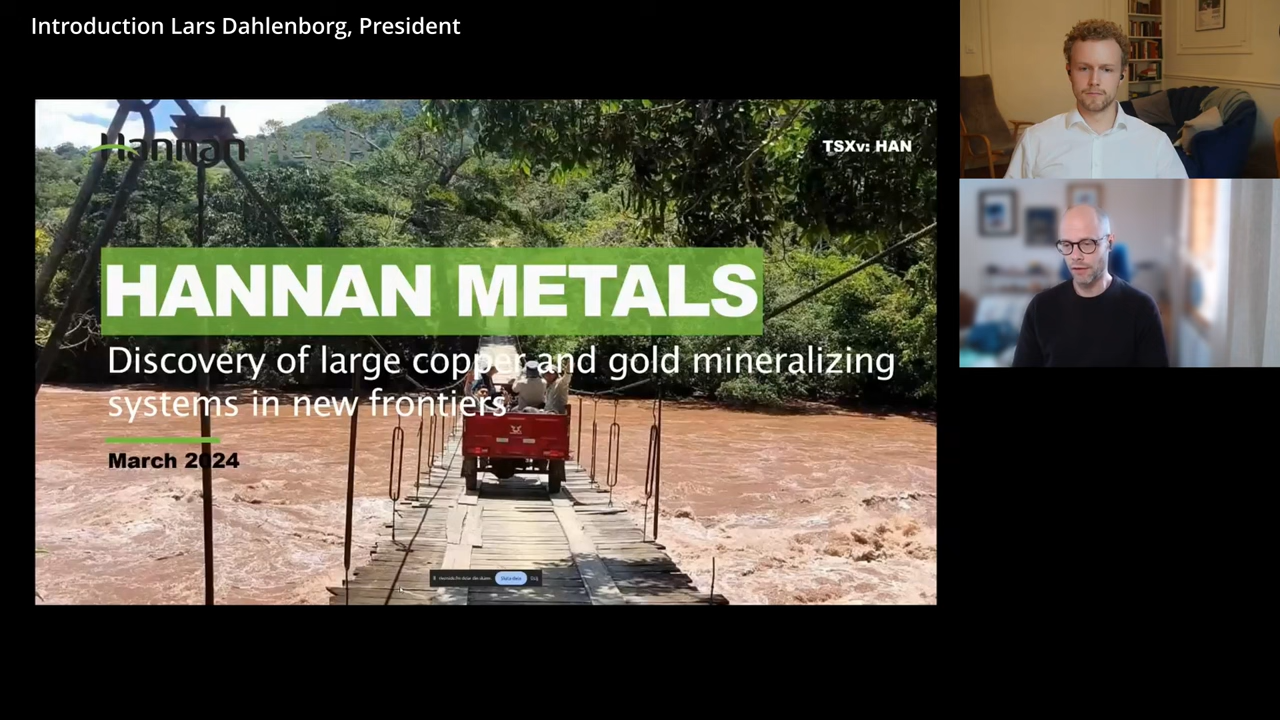 Introduction Lars Dahlenborg, President
Hannan
TSXv: HAN
HANNAN METALS
Discovery of large copper and gold mineralizing
systems in new frontiers
March 2024